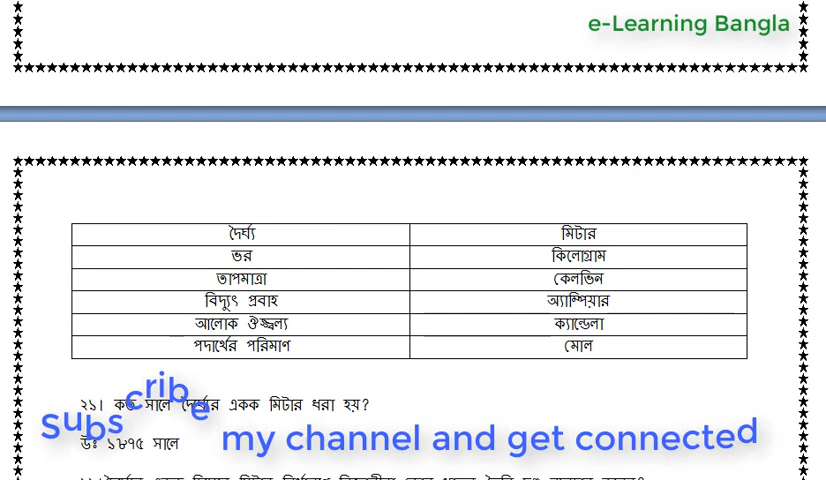 e-Learning Bangla
দৈর্ঘ্য মিটার
ভর কিলোগ্রাম
তাপমাত্রা কেলভিন
বিদ্যুৎ প্রবাহ অ্যাম্পিয়ার
আলোক ঔজ্জ্বল্য ক্যান্ডেলা
পদার্থের পরিমাণ মোল
২১। কত সালে দৈর্ঘ্যের একক মিটার ধরা হয়?
Subscribe
my channel and get connected
উঃ ১৮৭৫ সালে